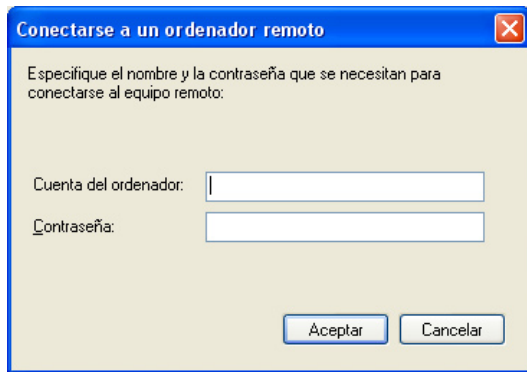 Conectarse a un ordenador remoto
Especifique el nombre y la contraseña que se necesitan para
conectarse al equipo remoto:
Cuenta del ordenador:
Contraseña:
Aceptar
Cancelar